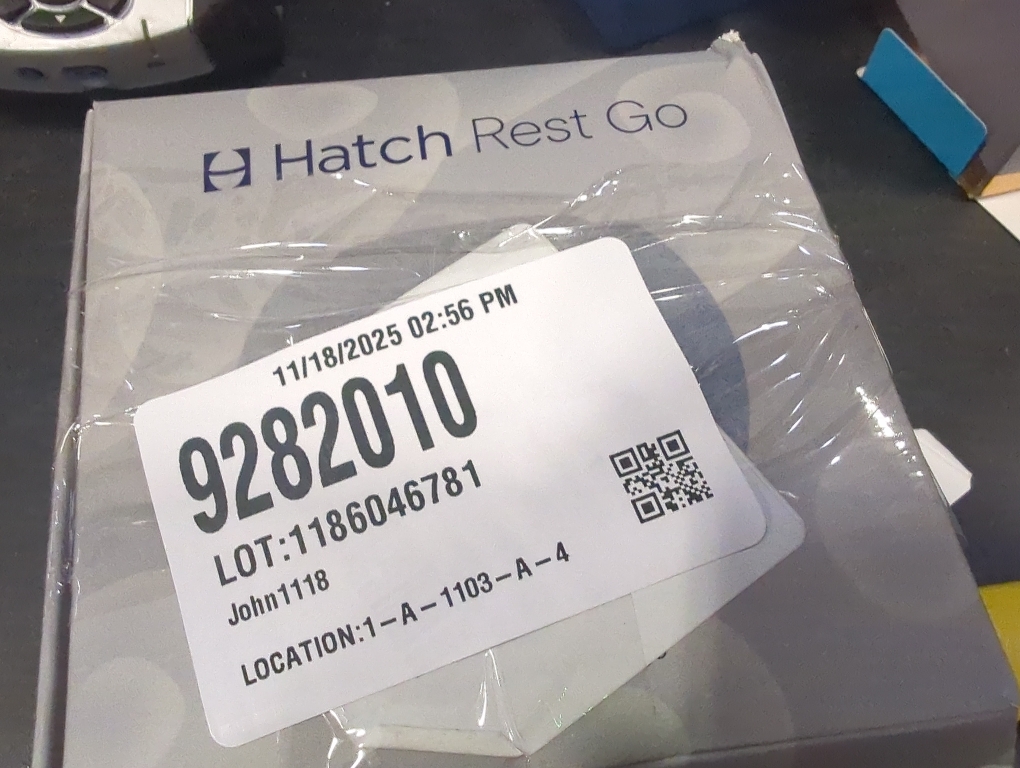 Hatch Rest Go
11/18/2025 02:56 PM
9282010
LOT:1186046781
John1118
LOCATION:1-A-1103-A-4